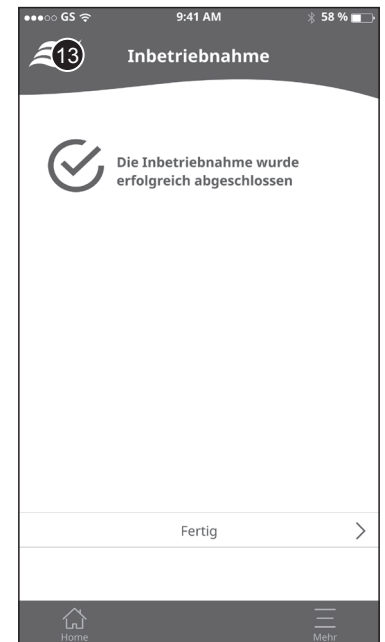 GS 9:41 AM 58 %
13 Inbetriebnahme
Die Inbetriebnahme wurde
erfolgreich abgeschlossen
Fertig
Home Mehr